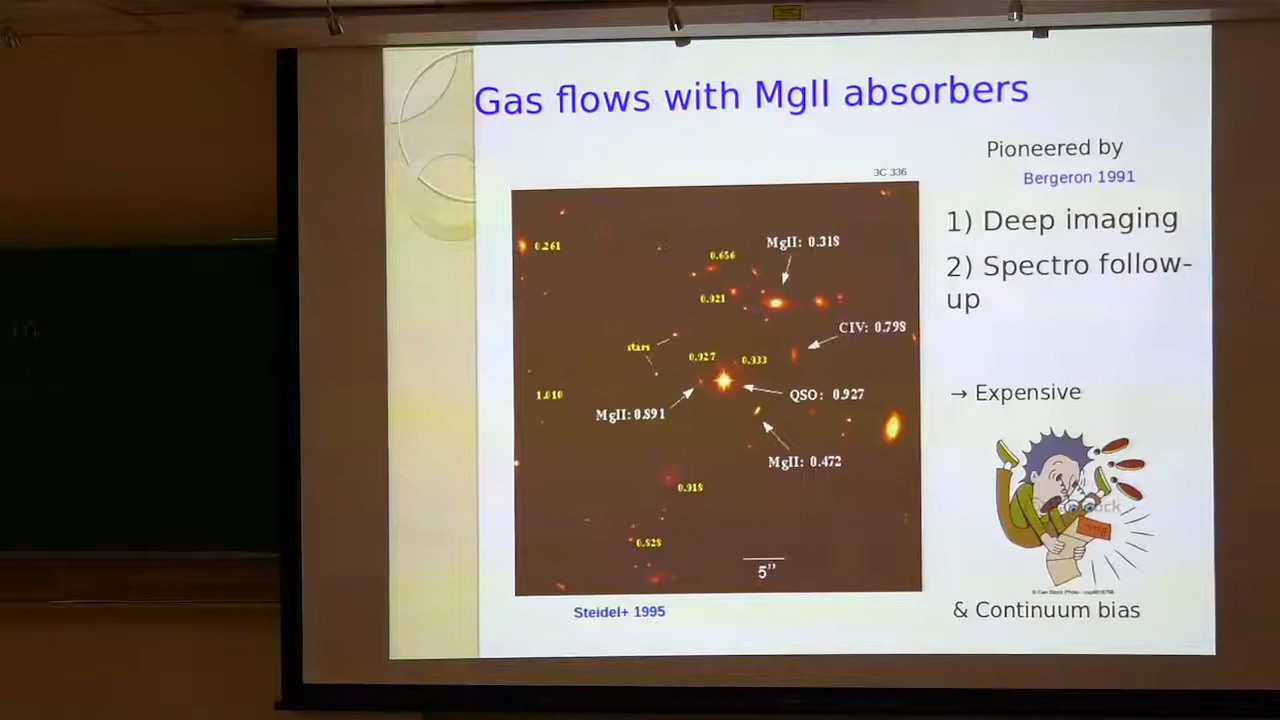 Gas flows with MgII absorbers
Pioneered by
Bergeron 1991
3C 336
1) Deep imaging
2) Spectro follow-
up
→ Expensive
& Continuum bias
0.261
0.656
MgII: 0.318
0.921
CIV: 0.798
stars
0.927
0.933
QSO: 0.927
1.010
MgII: 0.891
MgII: 0.472
0.918
0.828
5”
Steidel+ 1995